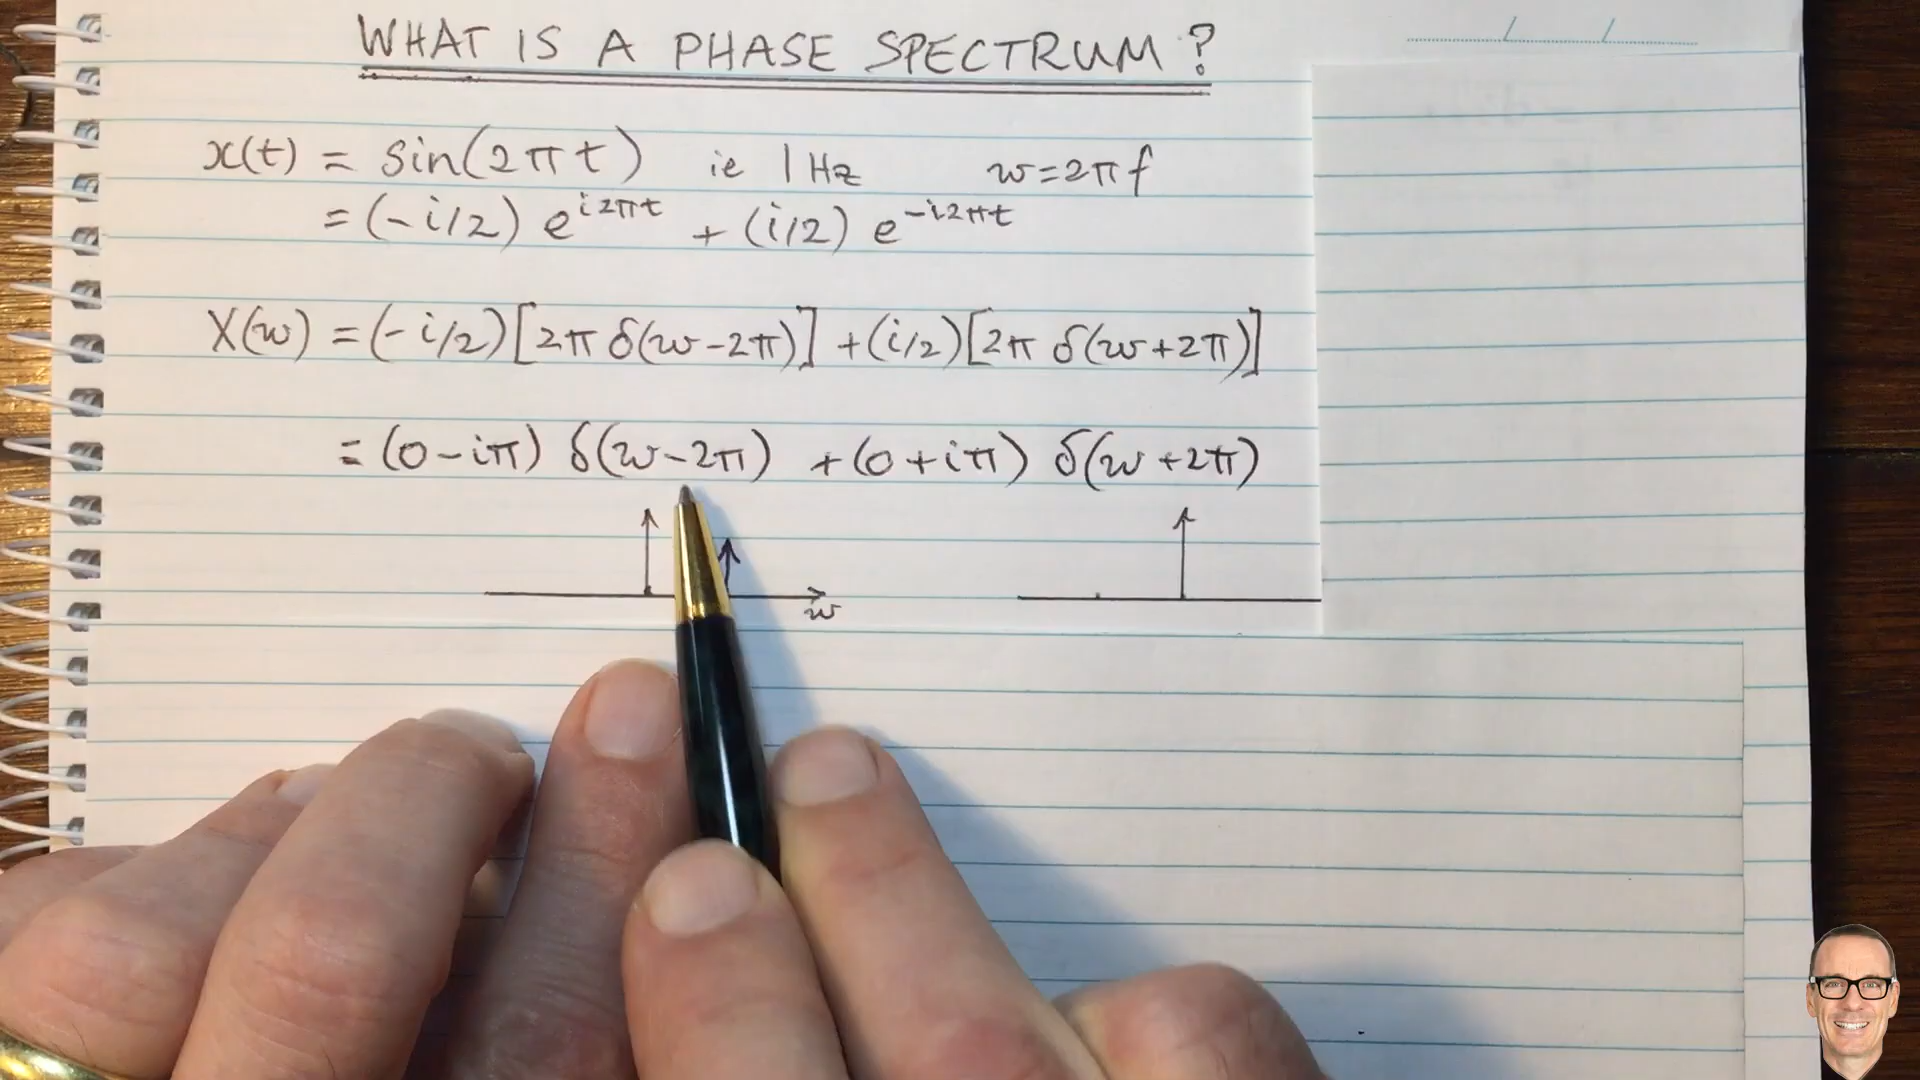 WHAT IS A PHASE SPECTRUM?
x(t) = sin(2πt) ie 1 Hz w=2πf
= (-i/2) e^{i2πt} + (i/2) e^{-i2πt}
X(w) = (-i/2)[2π δ(w-2π)] + (i/2)[2π δ(w+2π)]
= (0-iπ) δ(w-2π) + (0+iπ) δ(w+2π)
w